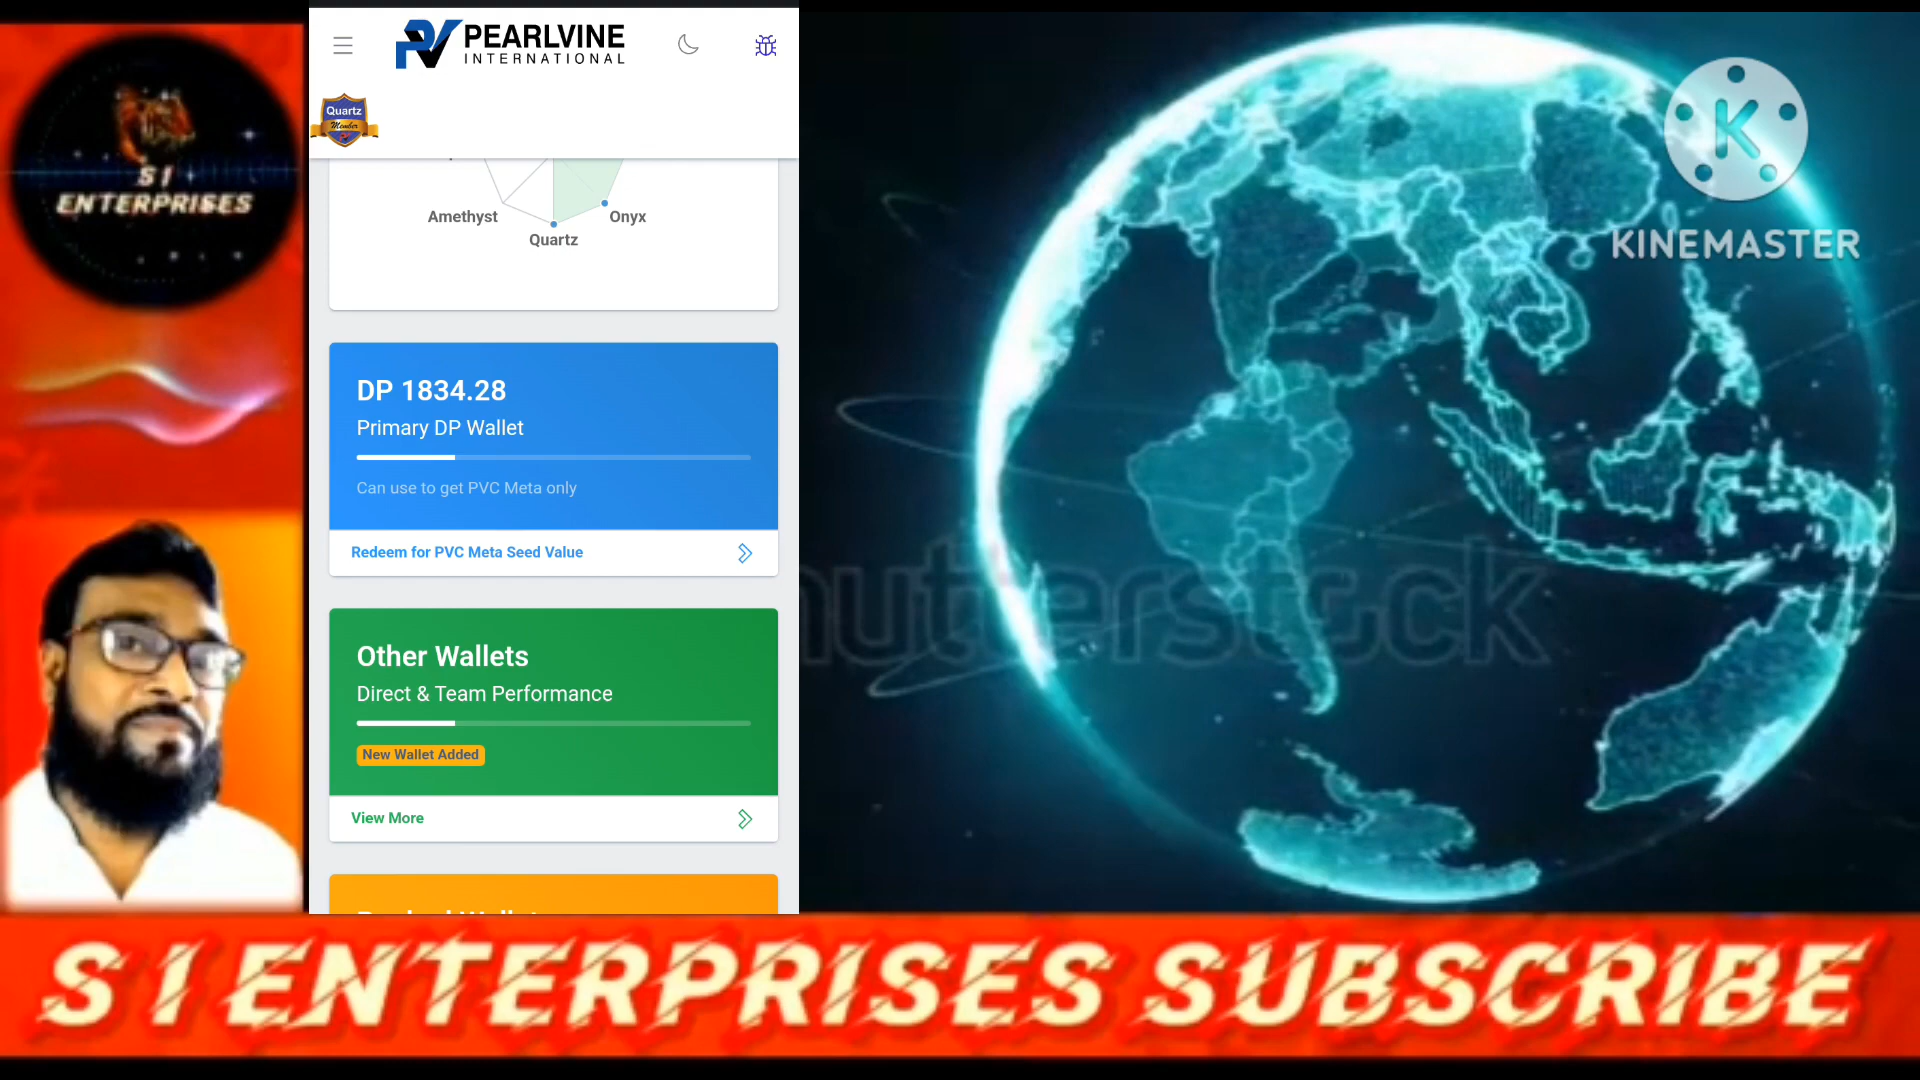 S I
ENTERPRISES
PEARLVINE
INTERNATIONAL
Quartz
Member
Amethyst
Onyx
Quartz
DP 1834.28
Primary DP Wallet
Can use to get PVC Meta only
Redeem for PVC Meta Seed Value
Other Wallets
Direct & Team Performance
New Wallet Added
View More
K
KINEMASTER
shutterstock
S I ENTERPRISES SUBSCRIBE